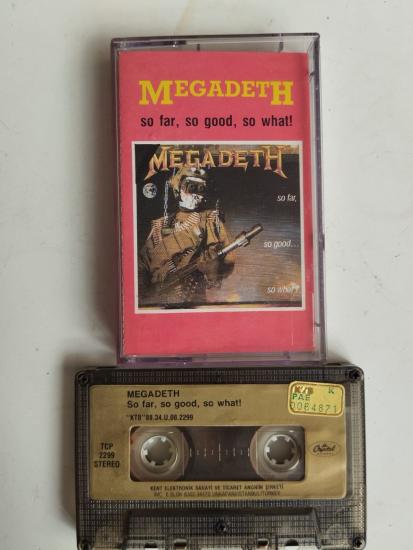 MEGADETH
so far, so good, so what!
MEGADETH
so far,
so good...
so what!
MEGADETH
So far, so good, so what!
"KTB"88.34.U.06.2299
KTB K
PAE
0064871
TCP
2299
STEREO
Capitol
KENT ELEKTRONİK SANAYİ VE TİCARET ANONİM ŞİRKETİ